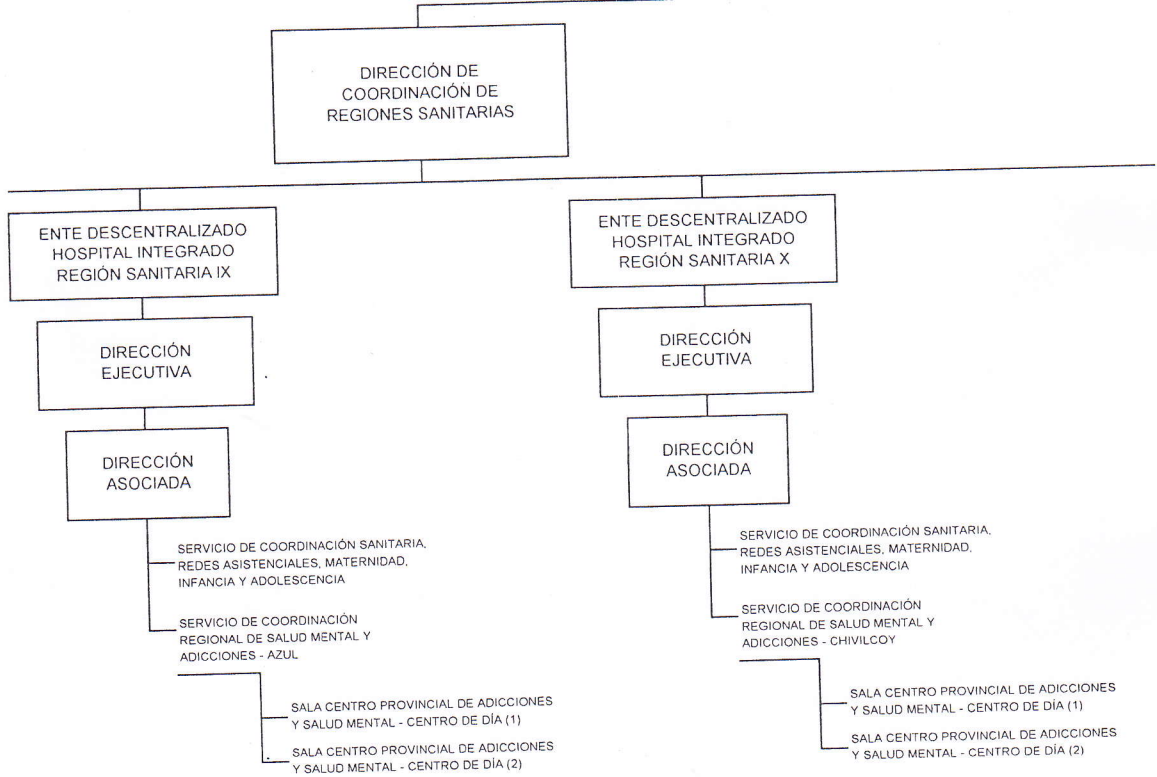 DIRECCIÓN DE
COORDINACIÓN DE
REGIONES SANITARIAS
ENTE DESCENTRALIZADO
HOSPITAL INTEGRADO
REGIÓN SANITARIA IX
DIRECCIÓN
EJECUTIVA
DIRECCIÓN
ASOCIADA
SERVICIO DE COORDINACIÓN SANITARIA,
REDES ASISTENCIALES, MATERNIDAD,
INFANCIA Y ADOLESCENCIA
SERVICIO DE COORDINACIÓN
REGIONAL DE SALUD MENTAL Y
ADICCIONES - AZUL
SALA CENTRO PROVINCIAL DE ADICCIONES
Y SALUD MENTAL - CENTRO DE DÍA (1)
SALA CENTRO PROVINCIAL DE ADICCIONES
Y SALUD MENTAL - CENTRO DE DÍA (2)
ENTE DESCENTRALIZADO
HOSPITAL INTEGRADO
REGIÓN SANITARIA X
DIRECCIÓN
EJECUTIVA
DIRECCIÓN
ASOCIADA
SERVICIO DE COORDINACIÓN SANITARIA,
REDES ASISTENCIALES, MATERNIDAD,
INFANCIA Y ADOLESCENCIA
SERVICIO DE COORDINACIÓN
REGIONAL DE SALUD MENTAL Y
ADICCIONES - CHIVILCOY
SALA CENTRO PROVINCIAL DE ADICCIONES
Y SALUD MENTAL - CENTRO DE DÍA (1)
SALA CENTRO PROVINCIAL DE ADICCIONES
Y SALUD MENTAL - CENTRO DE DÍA (2)